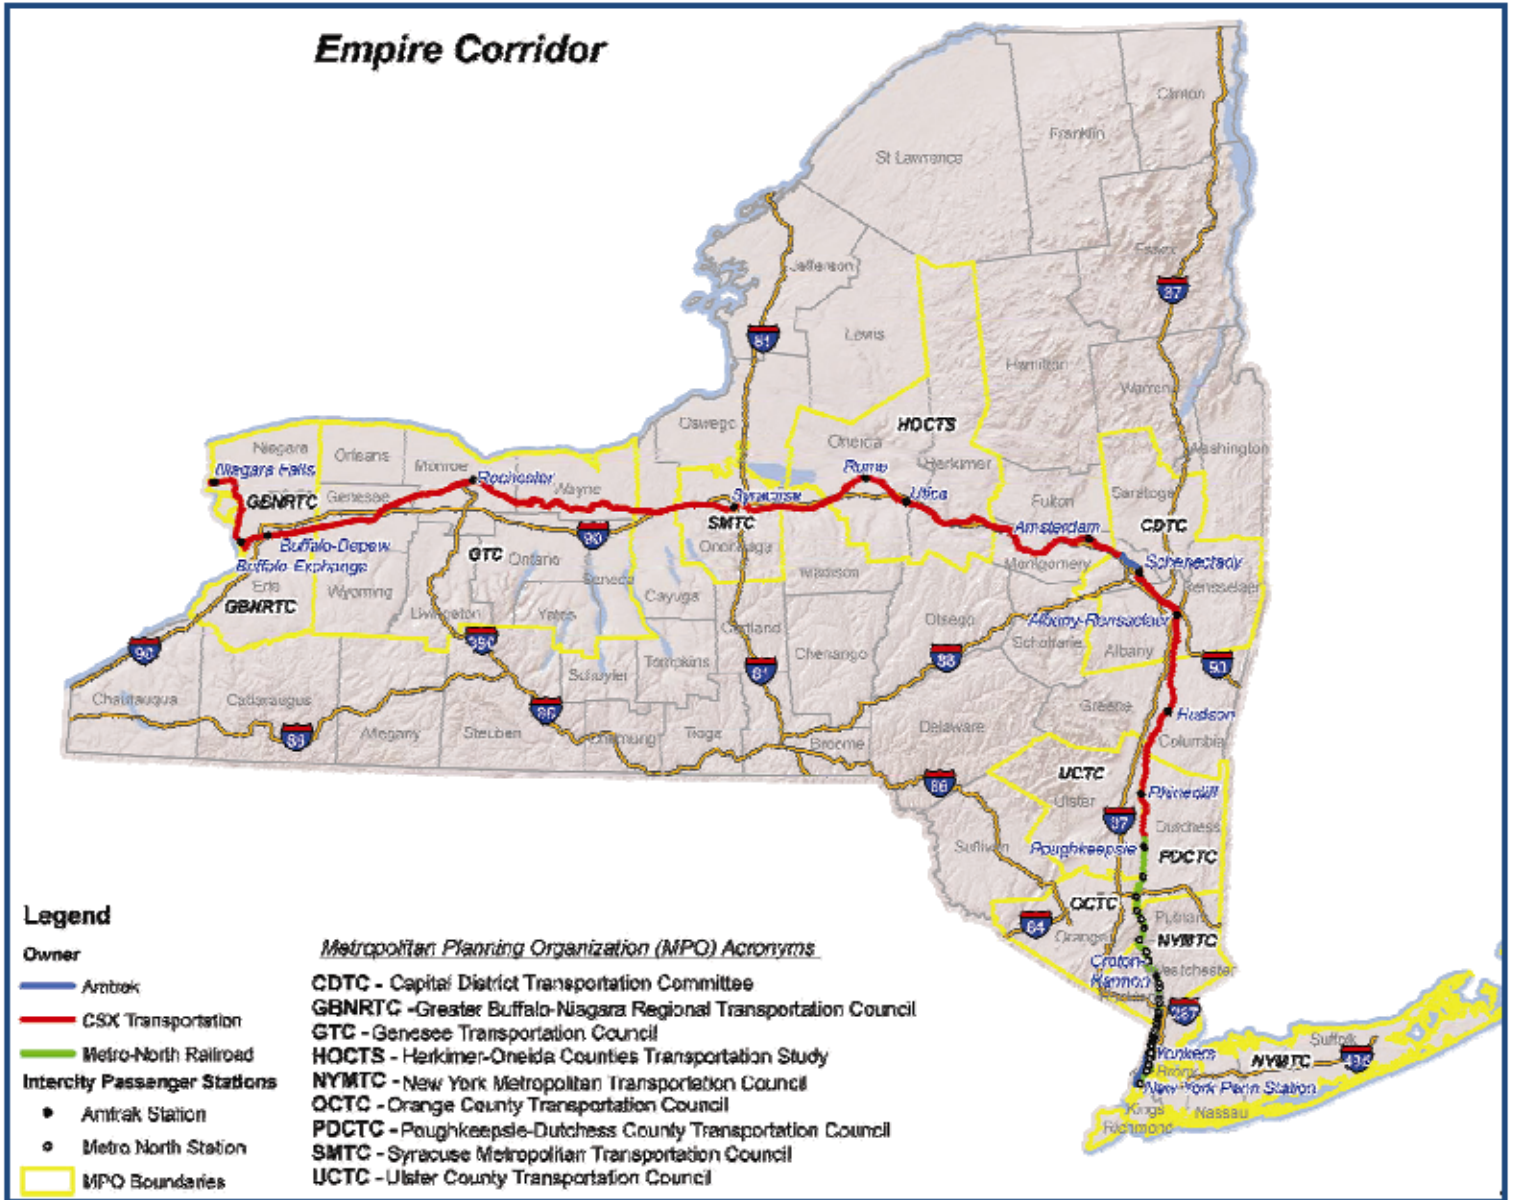 Empire Corridor
Clinton
Franklin
St Lawrence
Essex
87
Jefferson
81
Lewis
Hamilton
Warren
Oswego
HOCTS
Oneida
Washington
Niagara
Orleans
Monroe
Herkimer
Niagara Falls
Rochester
Rome
Wayne
Utica
Saratoga
GBNRTC
Genesee
Syracuse
Fulton
SMTC
Amsterdam
CDTC
90
Buffalo-Depew
GTC
Ontario
Onondaga
Montgomery
Schenectady
Buffalo-Exchange
Madison
Erie
Wyoming
Seneca
Cayuga
Rensselaer
GBNRTC
Livingston
Yates
Cortland
Otsego
Albany-Rensselaer
90
390
Chenango
88
Schoharie
Albany
90
Tompkins
81
Schuyler
Chautauqua
Cattaraugus
86
Greene
Hudson
Allegany
Steuben
Chemung
Tioga
Broome
Delaware
Columbia
UCTC
86
Ulster
Rhinecliff
87
Dutchess
Sullivan
Poughkeepsie
PDCTC
OCTC
84
Putnam
Orange
NYMTC
Croton-
Harmon
Westchester
287
Suffolk
Yonkers
NYMTC
495
Bronx
New York Penn Station
Kings
Nassau
Richmond
Legend
Owner
Amtrak
CSX Transportation
Metro-North Railroad
Intercity Passenger Stations
Amtrak Station
Metro North Station
MPO Boundaries
Metropolitan Planning Organization (MPO) Acronyms
CDTC - Capital District Transportation Committee
GBNRTC -Greater Buffalo-Niagara Regional Transportation Council
GTC - Genesee Transportation Council
HOCTS - Herkimer-Oneida Counties Transportation Study
NYMTC - New York Metropolitan Transportation Council
OCTC - Orange County Transportation Council
PDCTC - Poughkeepsie-Dutchess County Transportation Council
SMTC - Syracuse Metropolitan Transportation Council
UCTC - Ulster County Transportation Council